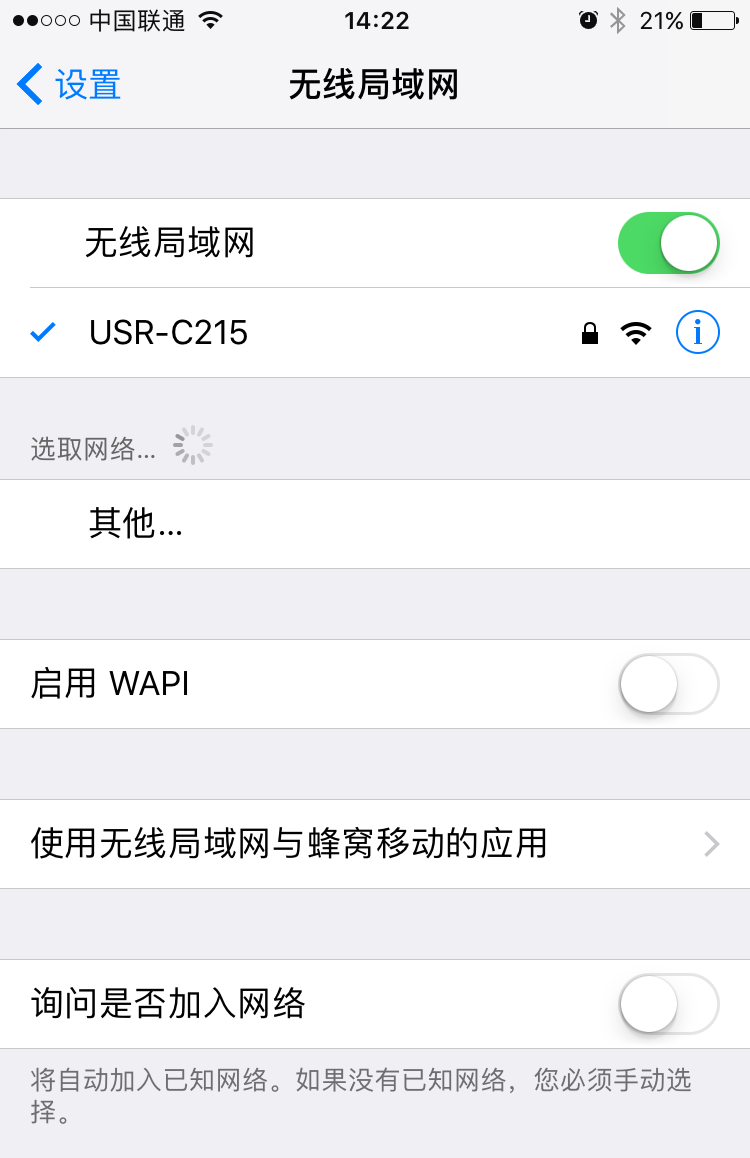 中国联通 14:22 21%
设置 无线局域网
无线局域网
USR-C215
选取网络...
其他...
启用 WAPI
使用无线局域网与蜂窝移动的应用
询问是否加入网络
将自动加入已知网络。如果没有已知网络，您必须手动选
择。